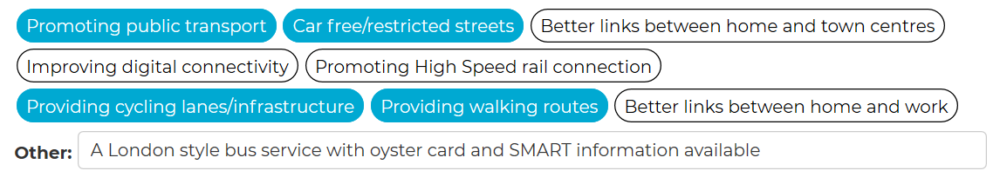 Promoting public transport Car free/restricted streets Better links between home and town centres
Improving digital connectivity Promoting High Speed rail connection
Providing cycling lanes/infrastructure Providing walking routes Better links between home and work
Other: A London style bus service with oyster card and SMART information available